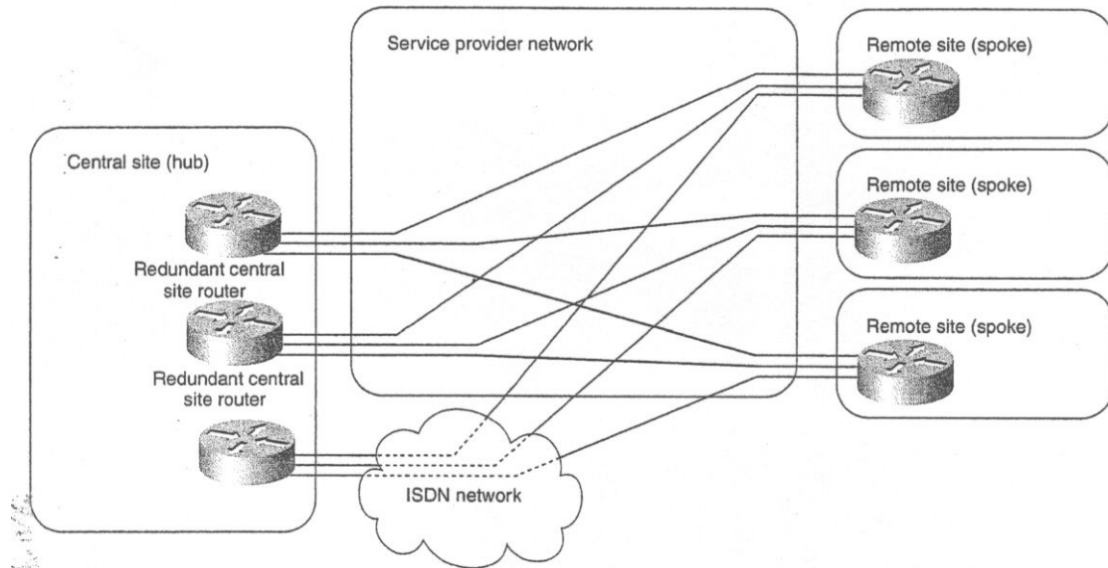 Service provider network
Remote site (spoke)
Central site (hub)
Remote site (spoke)
Redundant central
site router
Remote site (spoke)
Redundant central
site router
ISDN network